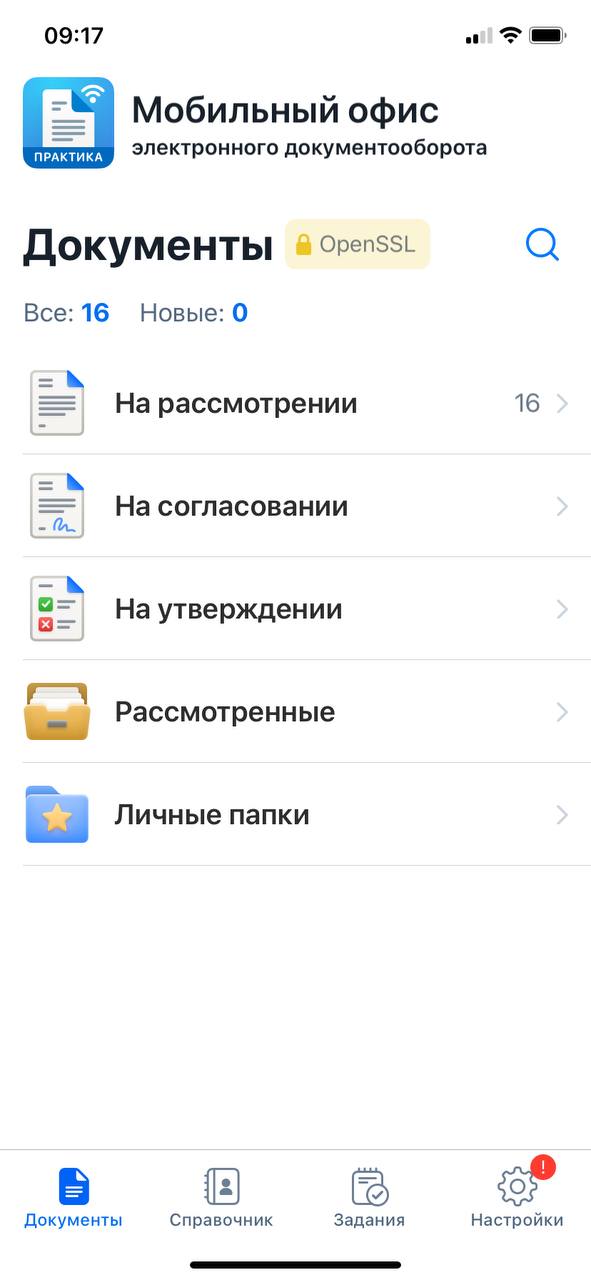 09:17
Мобильный офис
электронного документооборота
ПРАКТИКА
Документы
OpenSSL
Все: 16 Новые: 0
На рассмотрении 16
На согласовании
На утверждении
Рассмотренные
Личные папки
!
Документы Справочник Задания Настройки